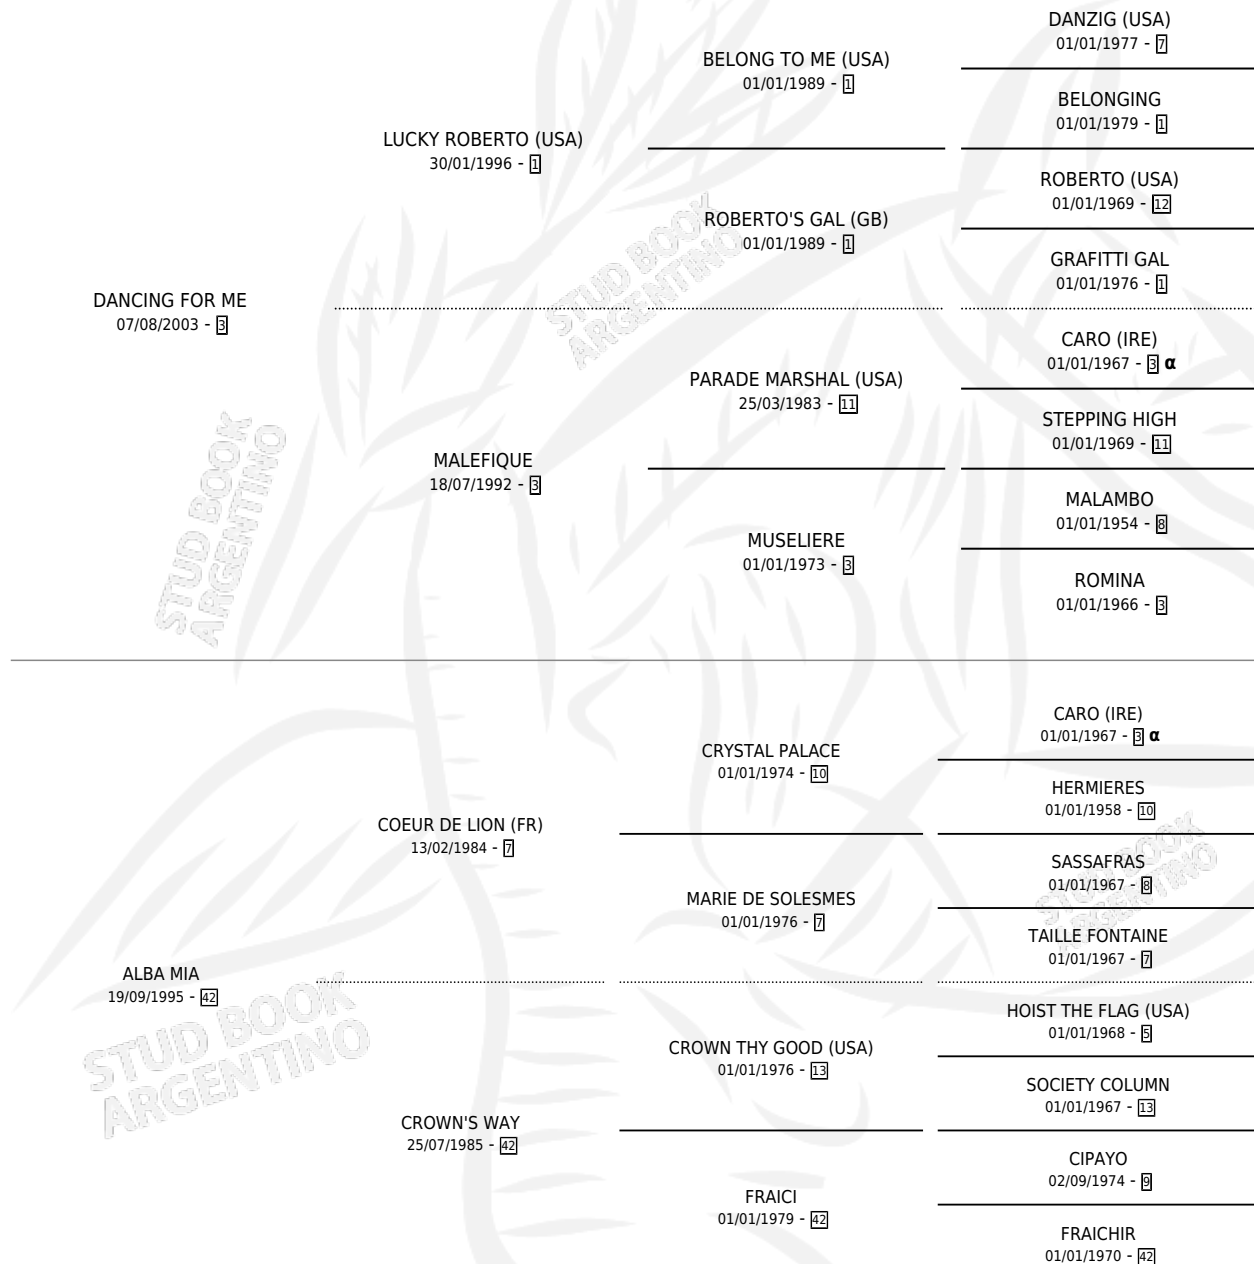 DANZIG (USA)
01/01/1977 - 7
BELONG TO ME (USA)
01/01/1989 - 1
BELONGING
01/01/1979 - 1
LUCKY ROBERTO (USA)
30/01/1996 - 1
ROBERTO (USA)
01/01/1969 - 12
ROBERTO'S GAL (GB)
01/01/1989 - 1
GRAFITTI GAL
01/01/1976 - 1
DANCING FOR ME
07/08/2003 - 3
CARO (IRE)
01/01/1967 - 3 α
PARADE MARSHAL (USA)
25/03/1983 - 11
STEPPING HIGH
01/01/1969 - 11
MALEFIQUE
18/07/1992 - 3
MALAMBO
01/01/1954 - 8
MUSELIERE
01/01/1973 - 3
ROMINA
01/01/1966 - 3
CARO (IRE)
01/01/1967 - 3 α
CRYSTAL PALACE
01/01/1974 - 10
HERMIERES
01/01/1958 - 10
COEUR DE LION (FR)
13/02/1984 - 7
SASSAFRAS
01/01/1967 - 8
MARIE DE SOLESMES
01/01/1976 - 7
TAILLE FONTAINE
01/01/1967 - 7
ALBA MIA
19/09/1995 - 42
HOIST THE FLAG (USA)
01/01/1968 - 5
CROWN THY GOOD (USA)
01/01/1976 - 13
SOCIETY COLUMN
01/01/1967 - 13
CROWN'S WAY
25/07/1985 - 42
CIPAYO
02/09/1974 - 9
FRAICI
01/01/1979 - 42
FRAICHIR
01/01/1970 - 42
STUD BOOK
ARGENTINO
STUD BOOK
ARGENTINO
STUD BOOK
ARGENTINO
STUD BOOK
ARGENTINO